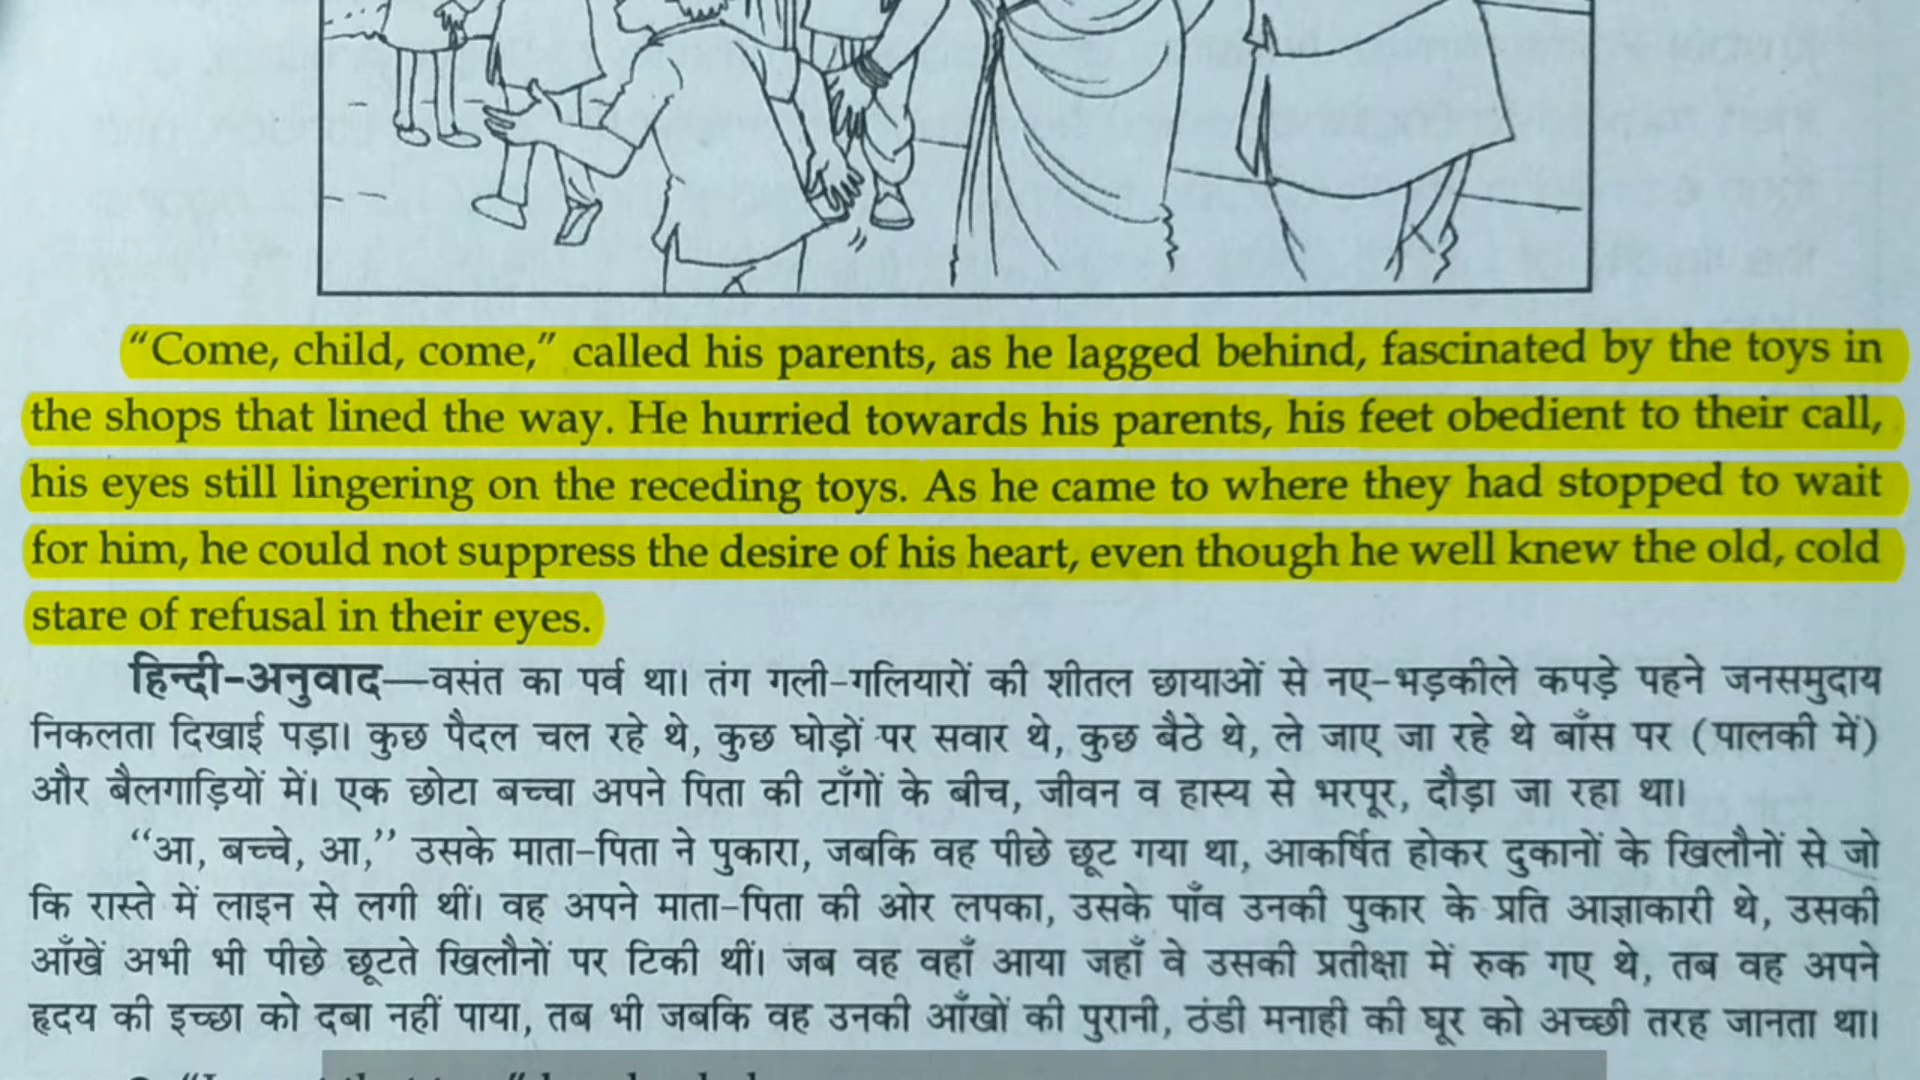 “Come, child, come,” called his parents, as he lagged behind, fascinated by the toys in
the shops that lined the way. He hurried towards his parents, his feet obedient to their call,
his eyes still lingering on the receding toys. As he came to where they had stopped to wait
for him, he could not suppress the desire of his heart, even though he well knew the old, cold
stare of refusal in their eyes.
हिन्दी-अनुवाद—वसंत का पर्व था। तंग गली-गलियारों की शीतल छायाओं से नए-भड़कीले कपड़े पहने जनसमुदाय
निकलता दिखाई पड़ा। कुछ पैदल चल रहे थे, कुछ घोड़ों पर सवार थे, कुछ बैठे थे, ले जाए जा रहे थे बाँस पर (पालकी में)
और बैलगाड़ियों में। एक छोटा बच्चा अपने पिता की टाँगों के बीच, जीवन व हास्य से भरपूर, दौड़ा जा रहा था।
“आ, बच्चे, आ,” उसके माता-पिता ने पुकारा, जबकि वह पीछे छूट गया था, आकर्षित होकर दुकानों के खिलौनों से जो
कि रास्ते में लाइन से लगी थीं। वह अपने माता-पिता की ओर लपका, उसके पाँव उनकी पुकार के प्रति आज्ञाकारी थे, उसकी
आँखें अभी भी पीछे छूटते खिलौनों पर टिकी थीं। जब वह वहाँ आया जहाँ वे उसकी प्रतीक्षा में रुक गए थे, तब वह अपने
हृदय की इच्छा को दबा नहीं पाया, तब भी जबकि वह उनकी आँखों की पुरानी, ठंडी मनाही की घूर को अच्छी तरह जानता था।